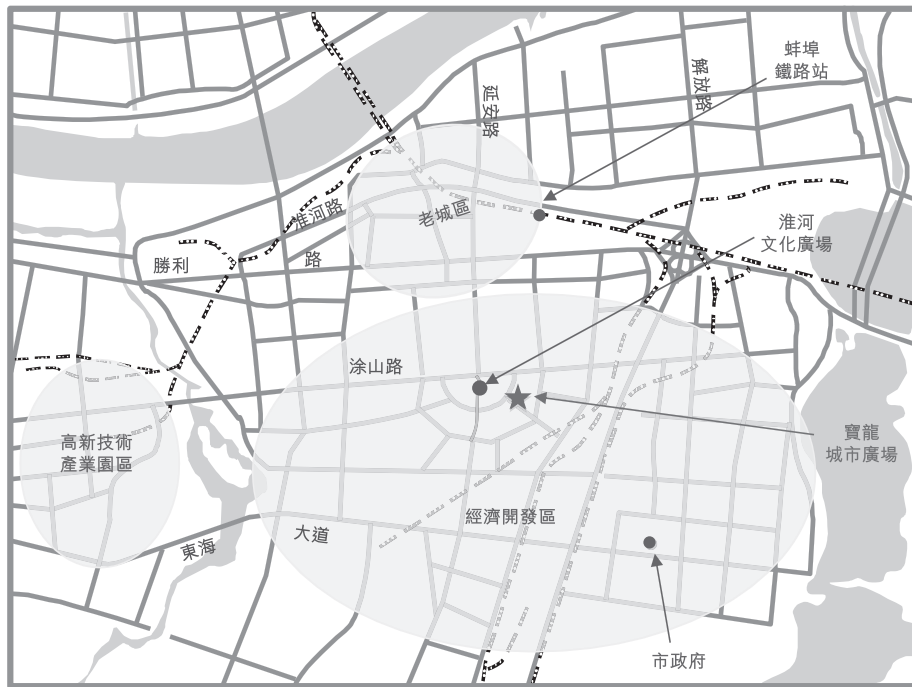 蚌埠
鐵路站
解放路
延安路
淮河路
老城區
淮河
文化廣場
勝利
路
涂山路
高新技術
產業園區
寶龍
城市廣場
經濟開發區
大道
東海
市政府